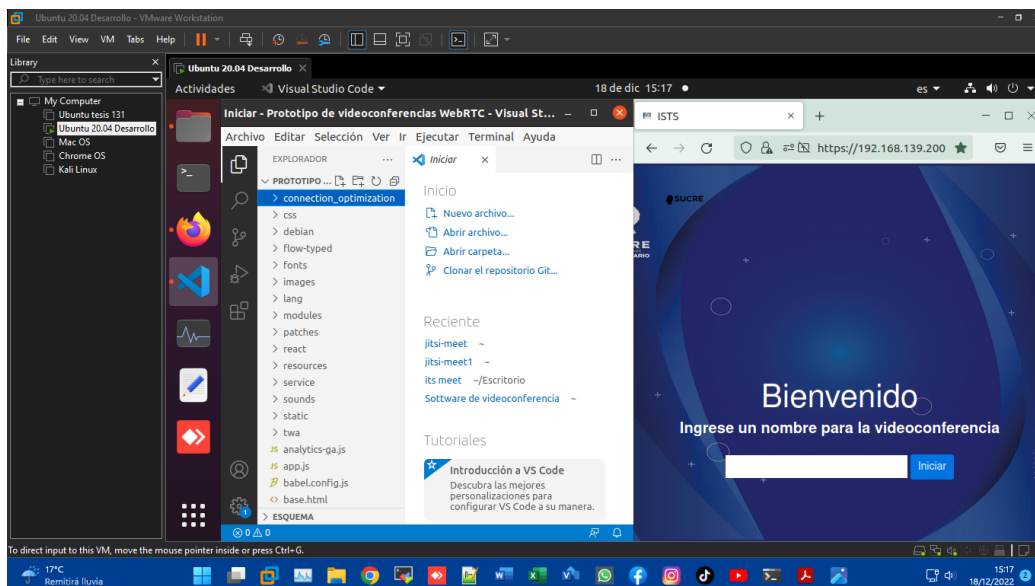 Ubuntu 20.04 Desarrollo - VMware Workstation
File Edit View VM Tabs Help
Library
Type here to search
My Computer
Ubuntu tesis 131
Ubuntu 20.04 Desarrollo
Mac OS
Chrome OS
Kali Linux
Ubuntu 20.04 Desarrollo
Actividades Visual Studio Code 18 de dic 15:17 es
Iniciar - Prototipo de videoconferencias WebRTC - Visual St...
Archivo Editar Selección Ver Ir Ejecutar Terminal Ayuda
EXPLORADOR
PROTOTIPO ...
connection_optimization
css
debian
flow-typed
fonts
images
lang
modules
patches
react
resources
service
sounds
static
twa
JS analytics-ga.js
JS app.js
babel.config.js
base.html
ESQUEMA
0 0
Iniciar
Inicio
Nuevo archivo...
Abrir archivo...
Abrir carpeta...
Clonar el repositorio Git...
Reciente
jitsi-meet ~
jitsi-meet1 ~
its meet ~/Escritorio
Sottware de videoconferencia ~
Tutoriales
Introducción a VS Code
Descubra las mejores
personalizaciones para
configurar VS Code a su manera.
ISTS
https://192.168.139.200
SUCRE
Bienvenido
Ingrese un nombre para la videoconferencia
Iniciar
To direct input to this VM, move the mouse pointer inside or press Ctrl+G.
17°C
Remitirá lluvia
15:17
18/12/2022